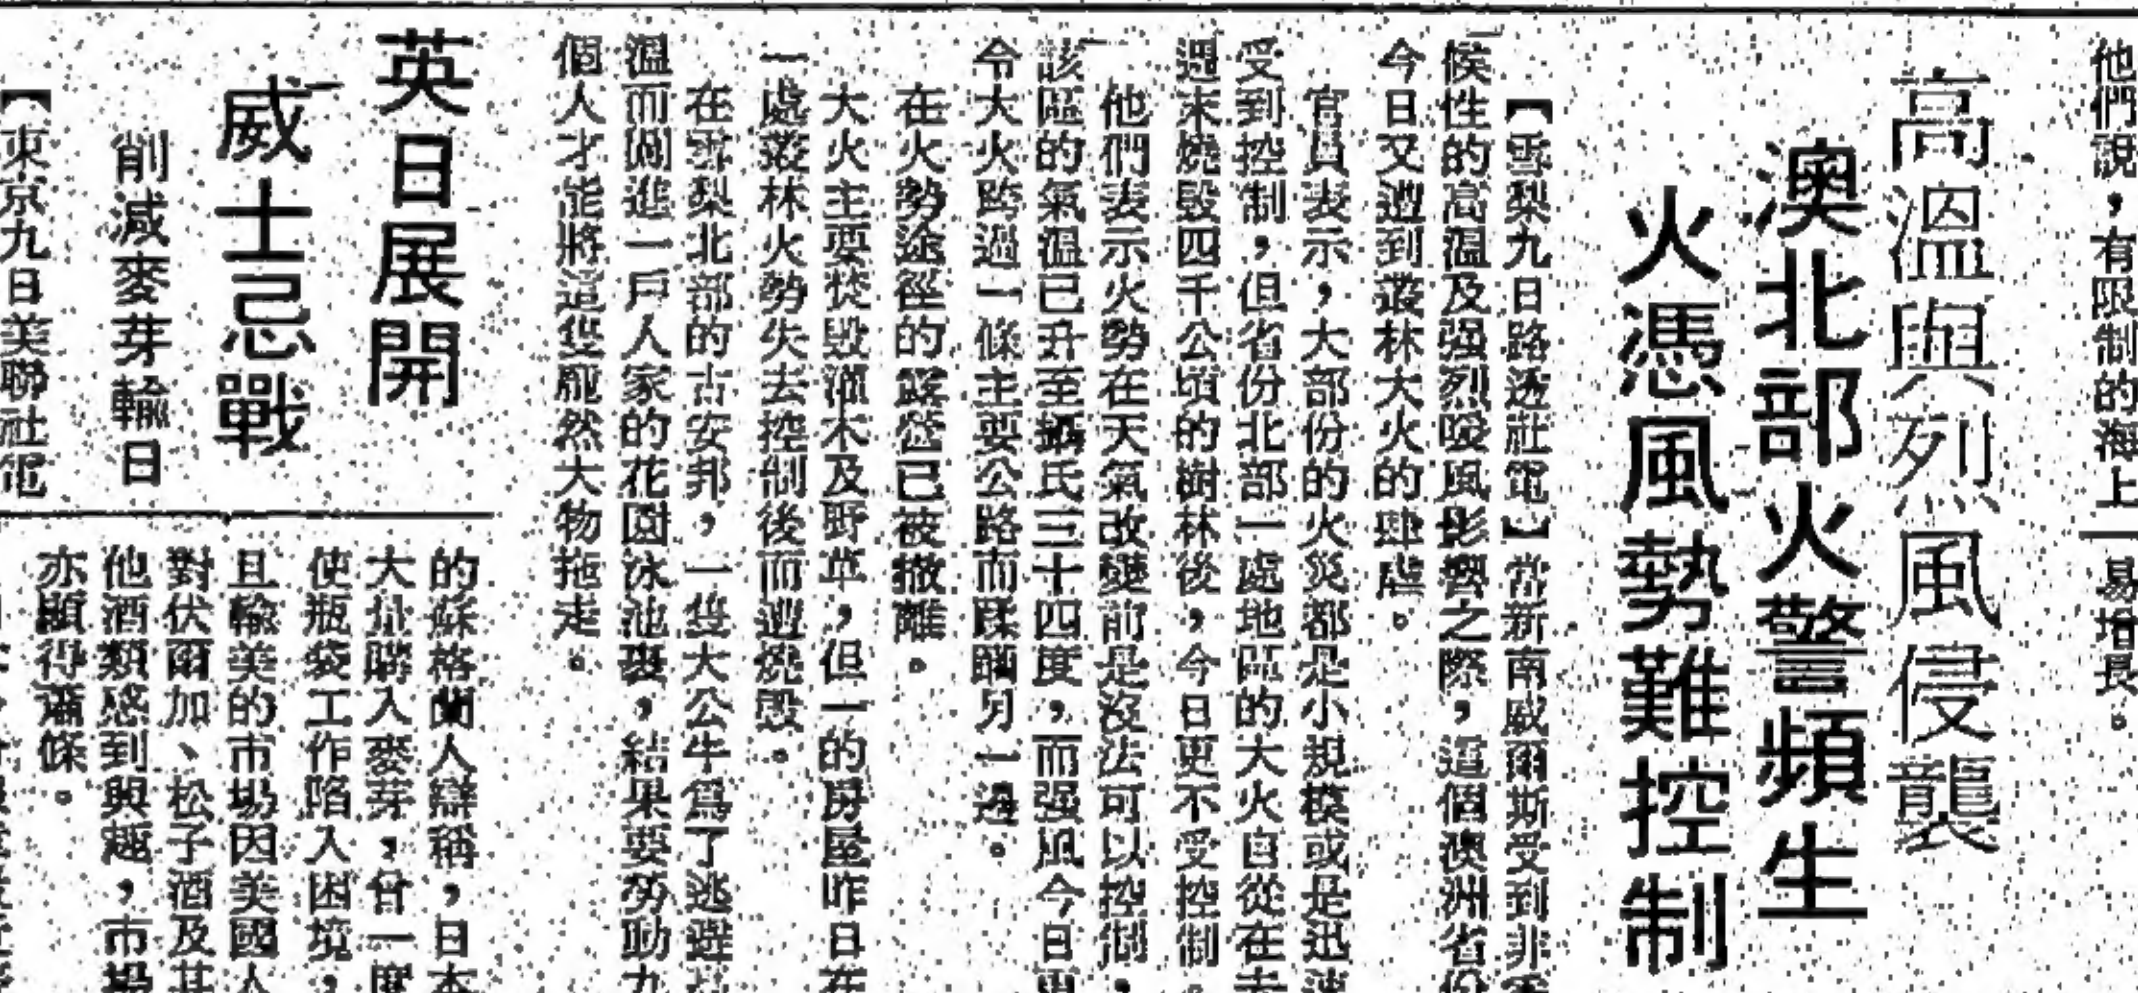 他們說，有限制的海上
易增長。
高溫與烈風侵襲
澳北部火警頻生
火憑風勢難控制
【雪梨九日路透社電】當新南威爾斯受到非季
候性的高溫及强烈暖風影響之際，這個澳洲省份
今日又遭到叢林大火的肆虐。
官員表示，大部份的火災都是小規模或是迅速
受到控制，但省份北部一處地區的大火自從在去
週末燒毀四千公頃的樹林後，今日更不受控制。
他們表示火勢在天氣改變前是沒法可以控制，
該區的氣溫已升至攝氏三十四度，而强風今日更
令大火跨過一條主要公路而蹂躪另一邊。
在火勢途徑的露營已被撤離。
大火主要焚毀灌木及野草，但一的房屋昨日在
一處叢林火勢失去控制後而遭燒毀。
在雪梨北部的古安邦，一隻大公牛爲了逃避高
溫而闖進一戶人家的花園泳池裏，結果要勞動九
個人才能將這隻龐然大物拖走。
英日展開
威士忌戰
削減麥芽輸日
【東京九日美聯社電
的蘇格蘭人辯稱，日本
大量購入麥芽，曾一度
使瓶袋工作陷入困境，
且輸美的市場因美國人
對伏爾加、松子酒及其
他酒類感到興趣，市場
亦顯得蕭條。